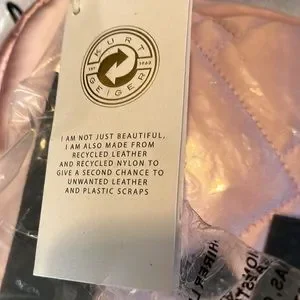 KURT
EST 1963
GEIGER
I AM NOT JUST BEAUTIFUL,
I AM ALSO MADE FROM
RECYCLED LEATHER
AND RECYCLED NYLON TO
GIVE A SECOND CHANCE TO
UNWANTED LEATHER
AND PLASTIC SCRAPS